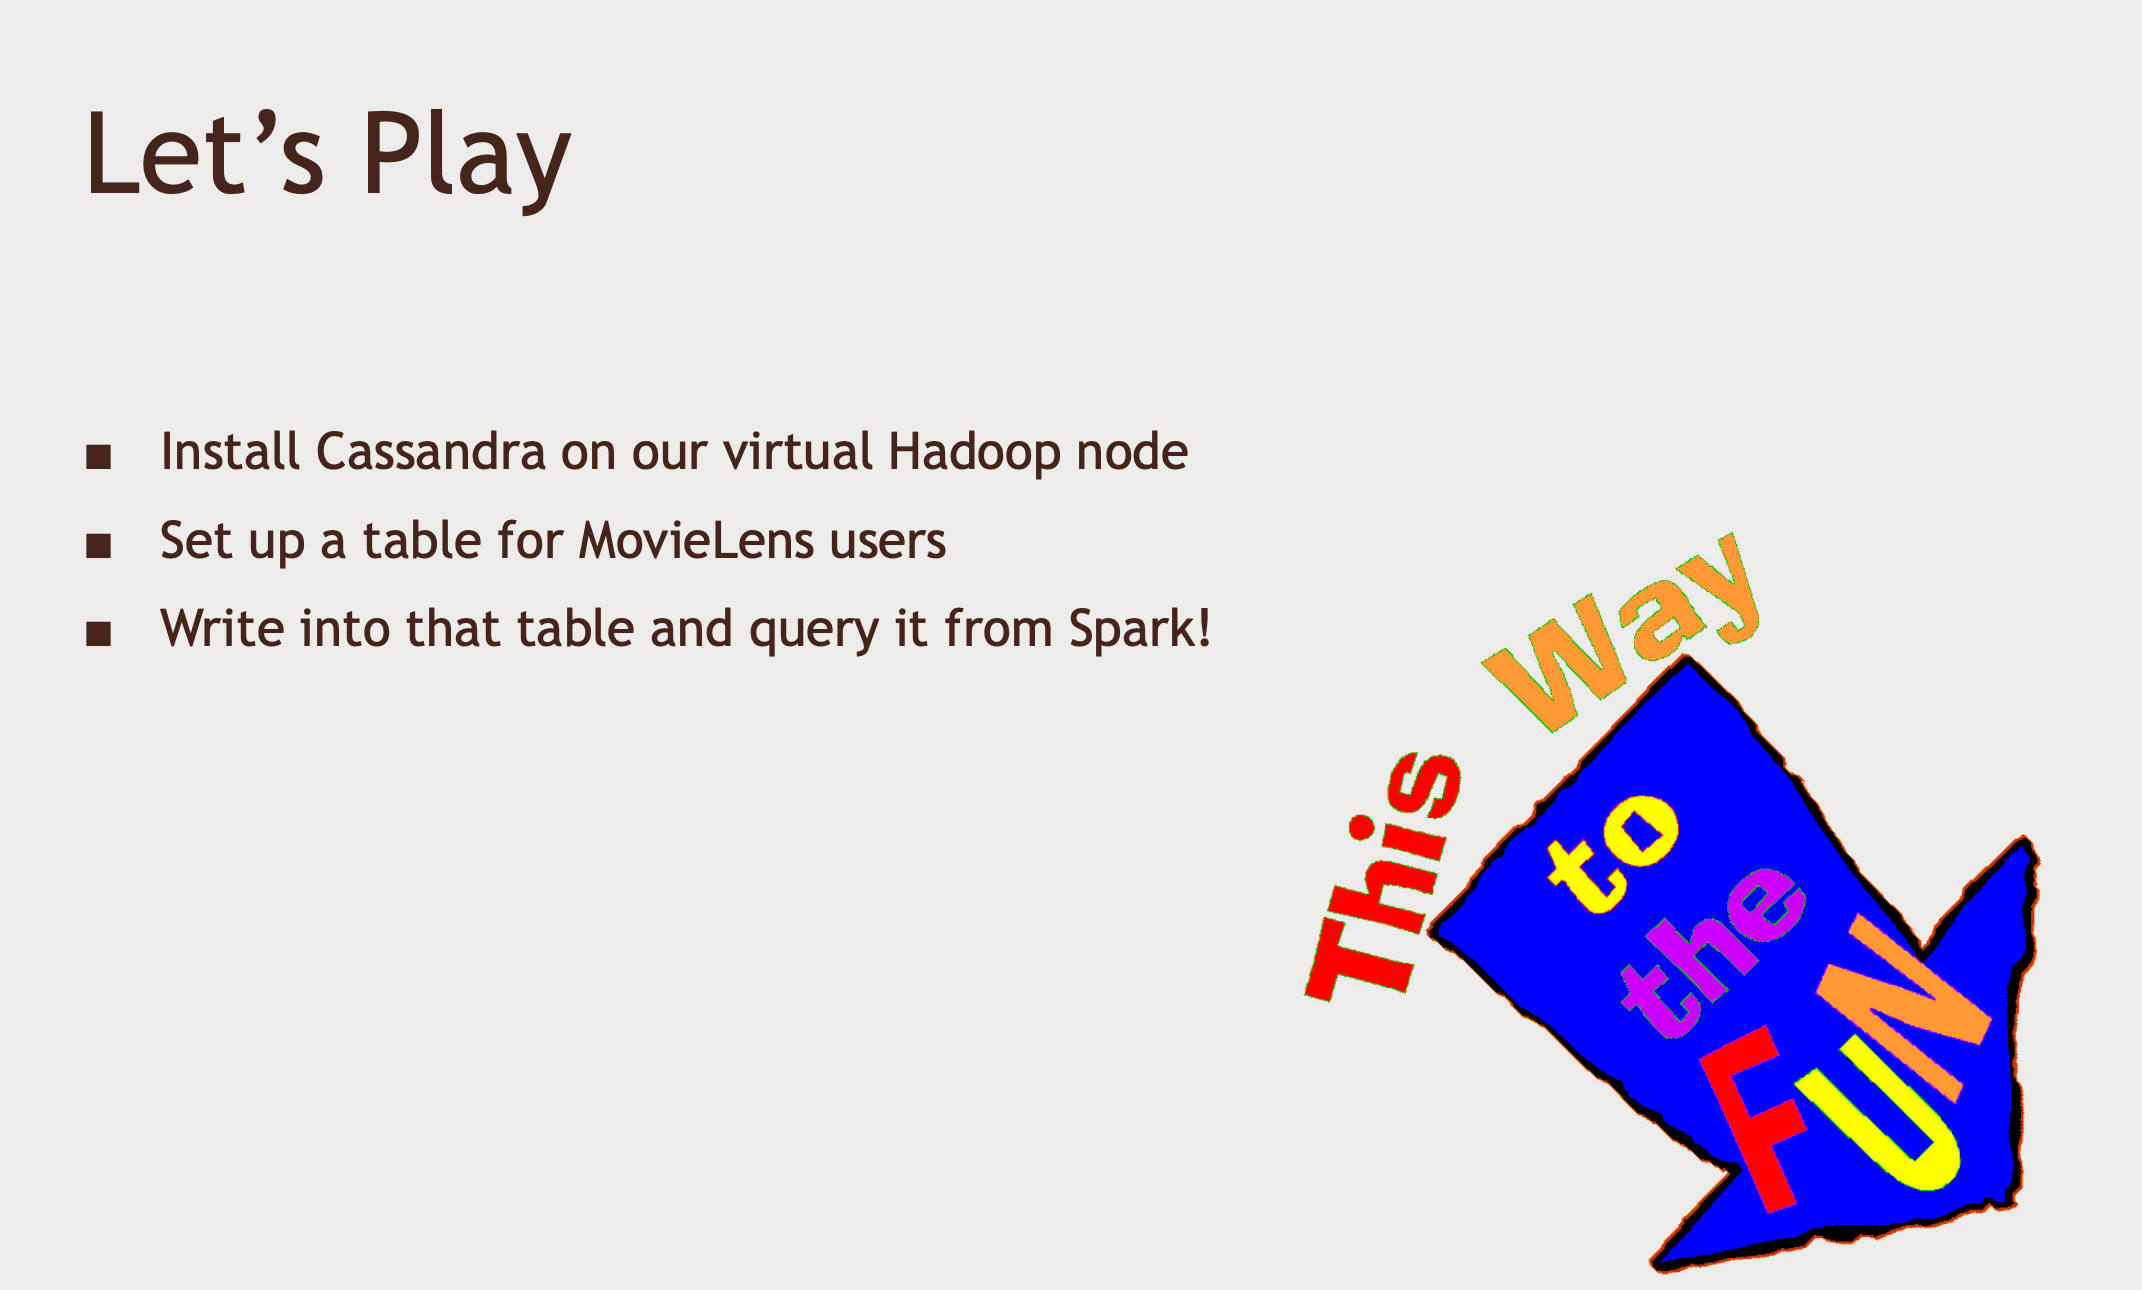 Let’s Play
■ Install Cassandra on our virtual Hadoop node
■ Set up a table for MovieLens users
■ Write into that table and query it from Spark!
This Way
to
the
FUN